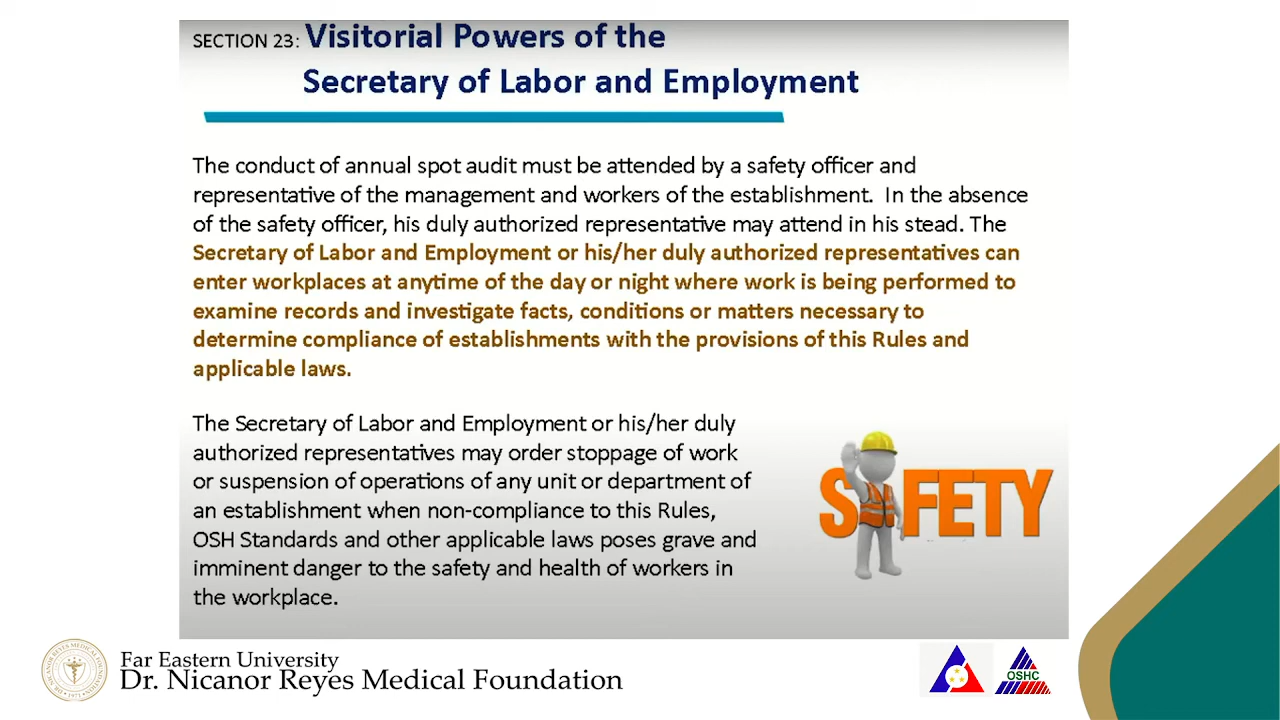 SECTION 23: Visitorial Powers of the
Secretary of Labor and Employment
The conduct of annual spot audit must be attended by a safety officer and
representative of the management and workers of the establishment. In the absence
of the safety officer, his duly authorized representative may attend in his stead. The
Secretary of Labor and Employment or his/her duly authorized representatives can
enter workplaces at anytime of the day or night where work is being performed to
examine records and investigate facts, conditions or matters necessary to
determine compliance of establishments with the provisions of this Rules and
applicable laws.
The Secretary of Labor and Employment or his/her duly
authorized representatives may order stoppage of work
or suspension of operations of any unit or department of
an establishment when non-compliance to this Rules,
OSH Standards and other applicable laws poses grave and
imminent danger to the safety and health of workers in
the workplace.
SAFETY
Far Eastern University
Dr. Nicanor Reyes Medical Foundation
OSHC